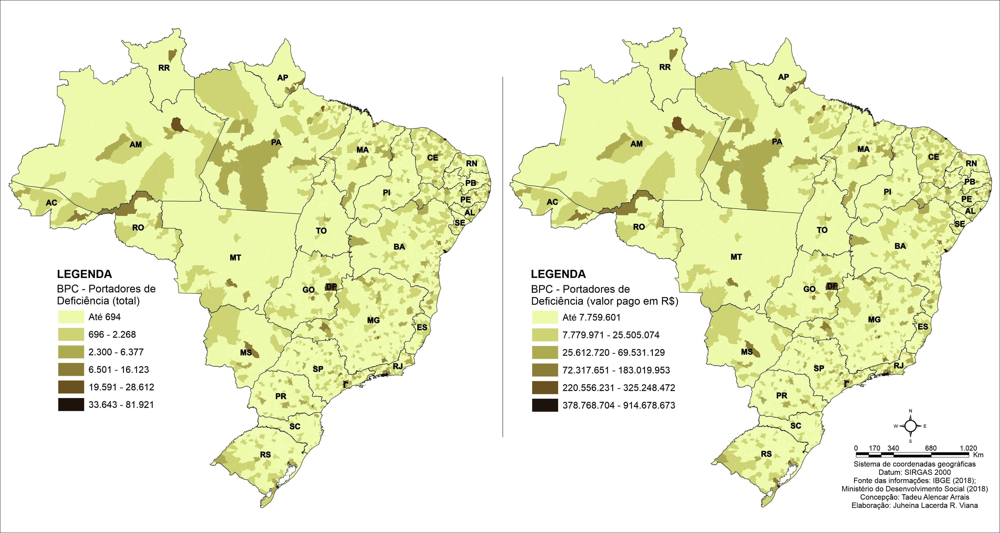 RR
AP
AM
PA
MA
CE
RN
PB
PE
AL
SE
PI
AC
RO
TO
BA
MT
GO
DF
MG
ES
MS
SP
RJ
PR
SC
RS
LEGENDA
BPC - Portadores de
Deficiência (total)
Até 694
696 - 2.268
2.300 - 6.377
6.501 - 16.123
19.591 - 28.612
33.643 - 81.921
RR
AP
AM
PA
MA
CE
RN
PB
PE
AL
SE
PI
AC
RO
TO
BA
MT
GO
DF
MG
ES
MS
SP
RJ
PR
SC
RS
LEGENDA
BPC - Portadores de
Deficiência (valor pago em R$)
Até 7.759.601
7.779.971 - 25.505.074
25.612.720 - 69.531.129
72.317.651 - 183.019.953
220.556.231 - 325.248.472
378.768.704 - 914.678.673
N
W E
S
0 170 340 680 1.020
Km
Sistema de coordenadas geográficas
Datum: SIRGAS 2000
Fonte das informações: IBGE (2018);
Ministério do Desenvolvimento Social (2018)
Concepção: Tadeu Alencar Arrais
Elaboração: Juheina Lacerda R. Viana